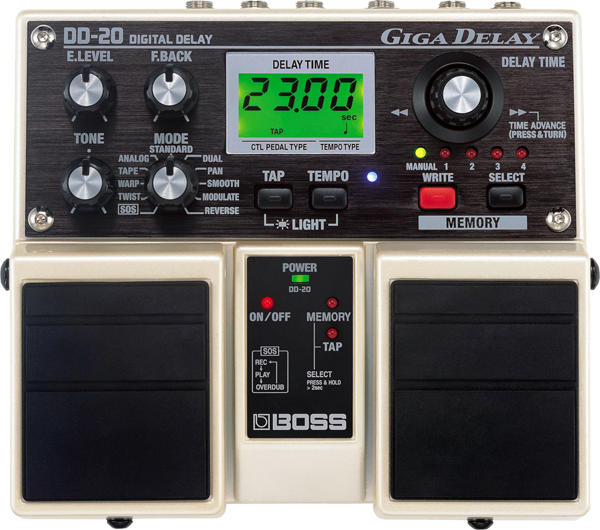 DD-20 DIGITAL DELAY
GIGA DELAY
E.LEVEL F.BACK
DELAY TIME
DELAY TIME
23.00
sec
TAP
CTL PEDAL TYPE TEMPO TYPE
TIME ADVANCE
(PRESS & TURN)
TONE MODE
STANDARD
ANALOG DUAL
TAPE PAN
WARP SMOOTH
TWIST MODULATE
SOS REVERSE
TAP TEMPO
LIGHT
MANUAL 1 2 3 4
WRITE SELECT
MEMORY
POWER
DD-20
ON/OFF MEMORY
TAP
SOS
REC
PLAY
OVERDUB
SELECT
PRESS & HOLD
> 2sec
BOSS